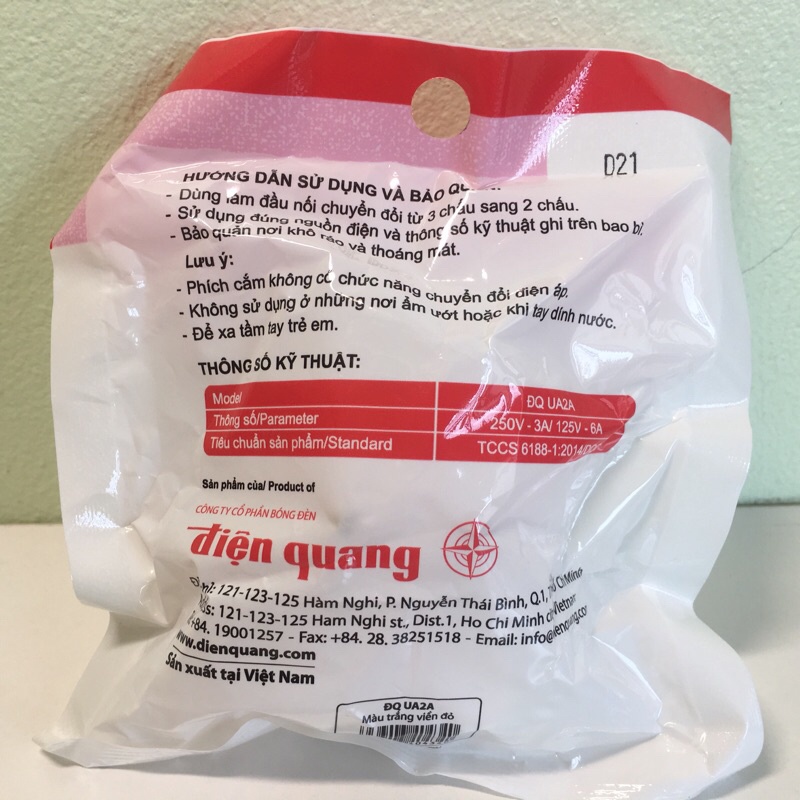 D21
HƯỚNG DẪN SỬ DỤNG VÀ BẢO
- Dùng làm đầu nối chuyển đổi từ 3 chấu sang 2 chấu.
- Sử dụng đúng nguồn điện và thông số kỹ thuật ghi trên bao bì.
- Bảo quản nơi khô ráo và thoáng mát.
Lưu ý:
- Phích cắm không có chức năng chuyển đổi điện áp.
- Không sử dụng ở những nơi ẩm ướt hoặc khi tay dính nước.
- Để xa tầm tay trẻ em.
THÔNG SỐ KỸ THUẬT:
Model ĐQ UA2A
Thông số/Parameter 250V - 3A/ 125V - 6A
Tiêu chuẩn sản phẩm/Standard TCCS 6188-1:2014/
Sản phẩm của/ Product of
CÔNG TY CỔ PHẦN BÓNG ĐÈN
điện quang
121-123-125 Hàm Nghi, P. Nguyễn Thái Bình, Q.1, Chí Minh
121-123-125 Ham Nghi st., Dist.1, Ho Chi Minh Vietnam
+84. 19001257 - Fax: +84. 28. 38251518 - Email: info@dienquang.com
www.dienquang.com
Sản xuất tại Việt Nam
ĐQ UA2A
Màu trắng viền đỏ